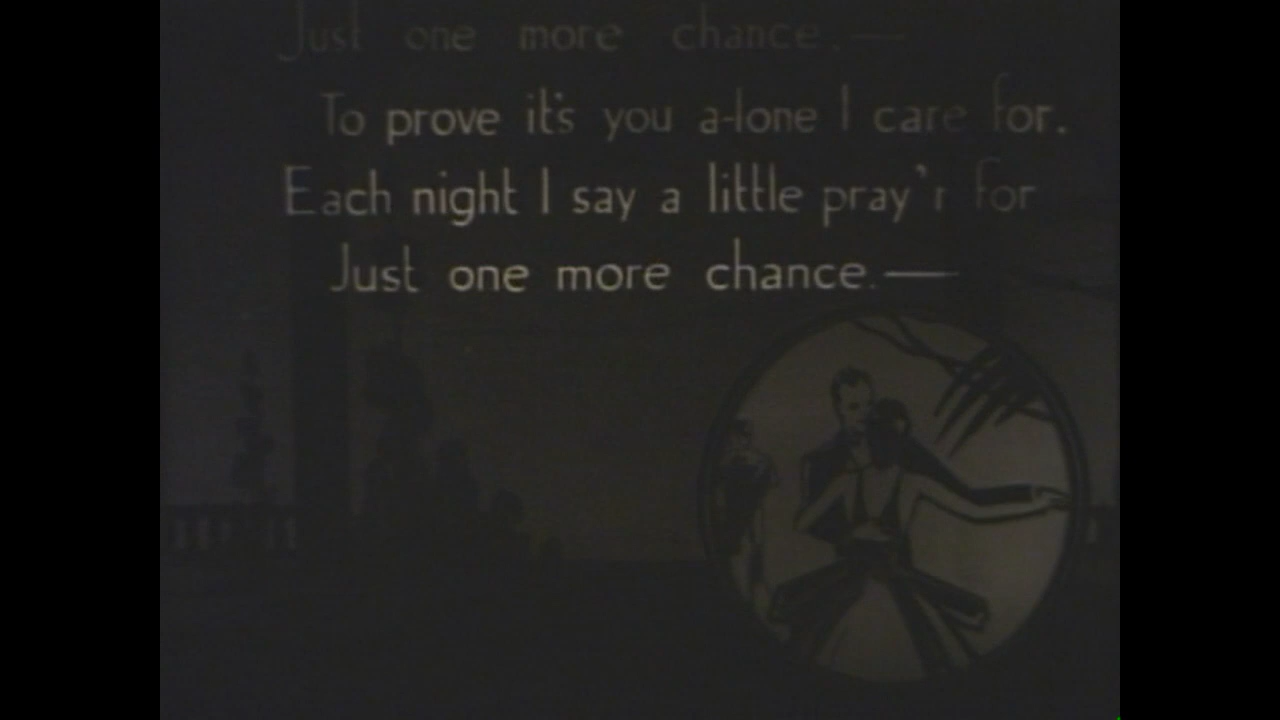 Just one more chance.—
To prove it's you a-lone I care for.
Each night I say a little pray'r for
Just one more chance.—